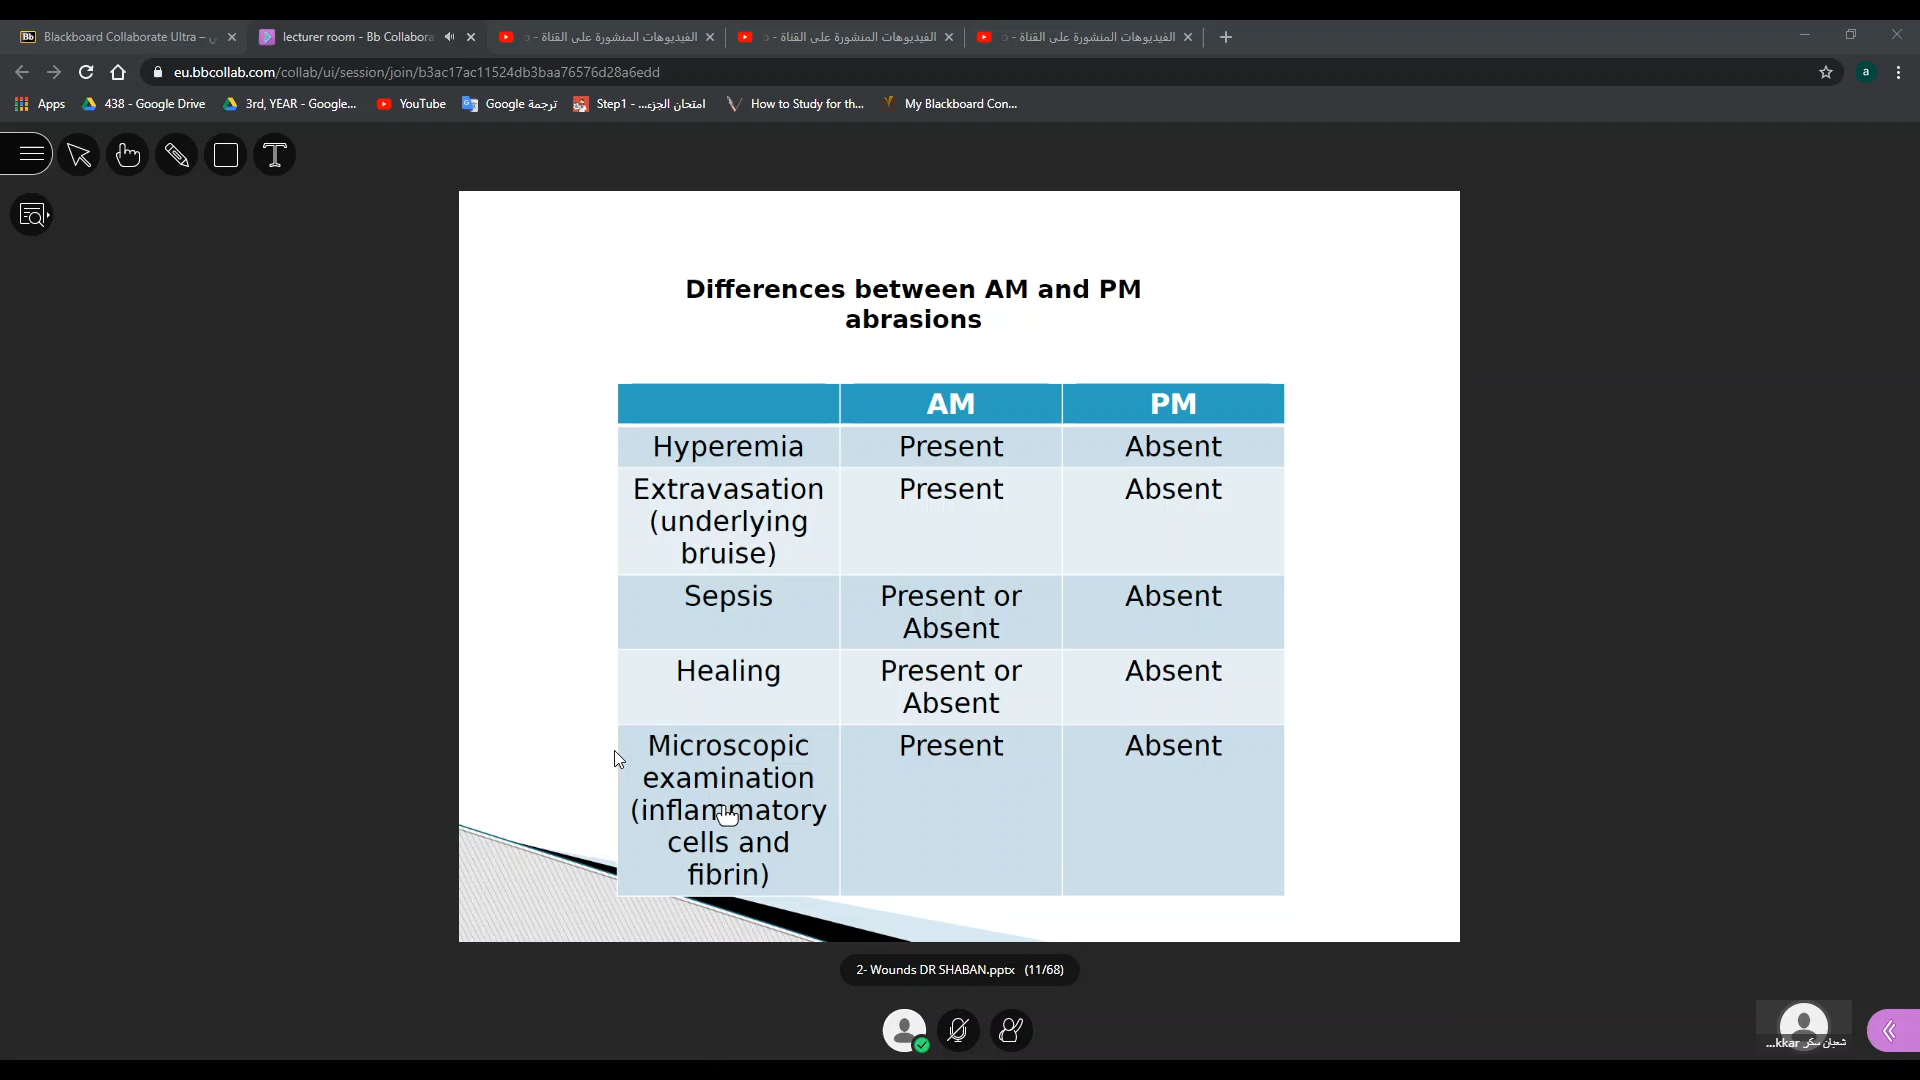 Blackboard Collaborate Ultra –
lecturer room - Bb Collabora
الفيديوهات المنشورة على القناة -
الفيديوهات المنشورة على القناة -
الفيديوهات المنشورة على القناة -
eu.bbcollab.com/collab/ui/session/join/b3ac17ac11524db3baa76576d28a6edd
a
Apps
438 - Google Drive
3rd, YEAR - Google...
YouTube
ترجمة Google
Step1 - ...امتحان الجزء
How to Study for th...
My Blackboard Con...
T
Differences between AM and PM
abrasions
AM
PM
Hyperemia
Present
Absent
Extravasation
(underlying
bruise)
Present
Absent
Sepsis
Present or
Absent
Absent
Healing
Present or
Absent
Absent
Microscopic
examination
(inflammatory
cells and
fibrin)
Present
Absent
2- Wounds DR SHABAN.pptx (11/68)
شعبان سكر kkar...